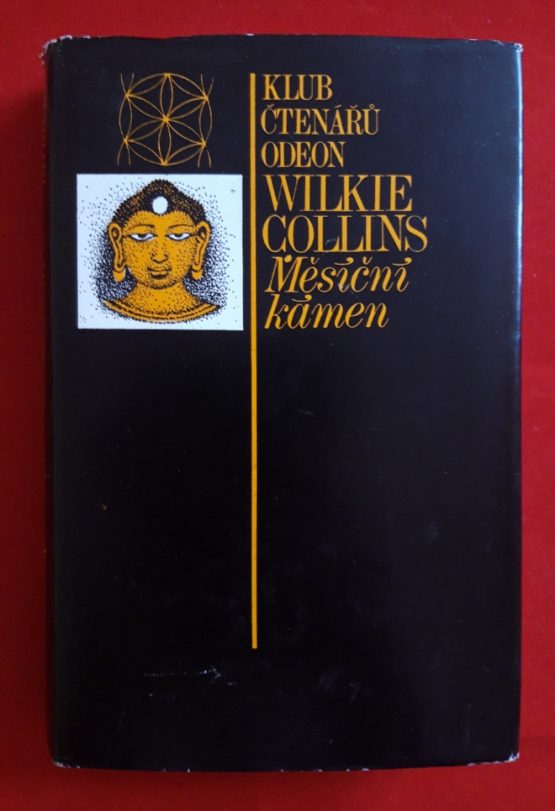 KLUB
ČTENÁŘŮ
ODEON
WILKIE
COLLINS
Měsíční
kámen